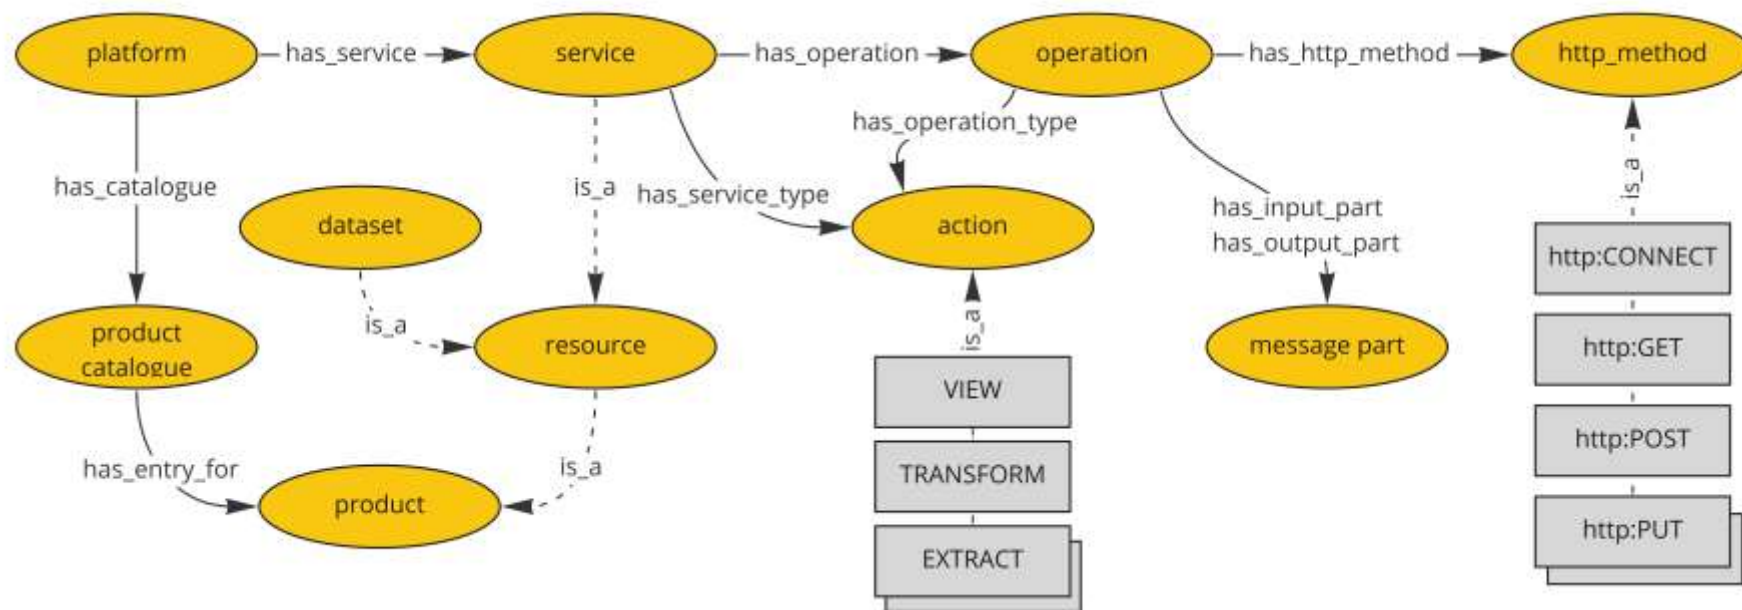 platform
has_service
service
has_operation
operation
has_http_method
http_method
has_operation_type
has_catalogue
is_a
has_service_type
is_a
dataset
action
has_input_part
has_output_part
http:CONNECT
is_a
is_a
product
catalogue
resource
message part
http:GET
VIEW
http:POST
has_entry_for
is_a
TRANSFORM
product
http:PUT
EXTRACT